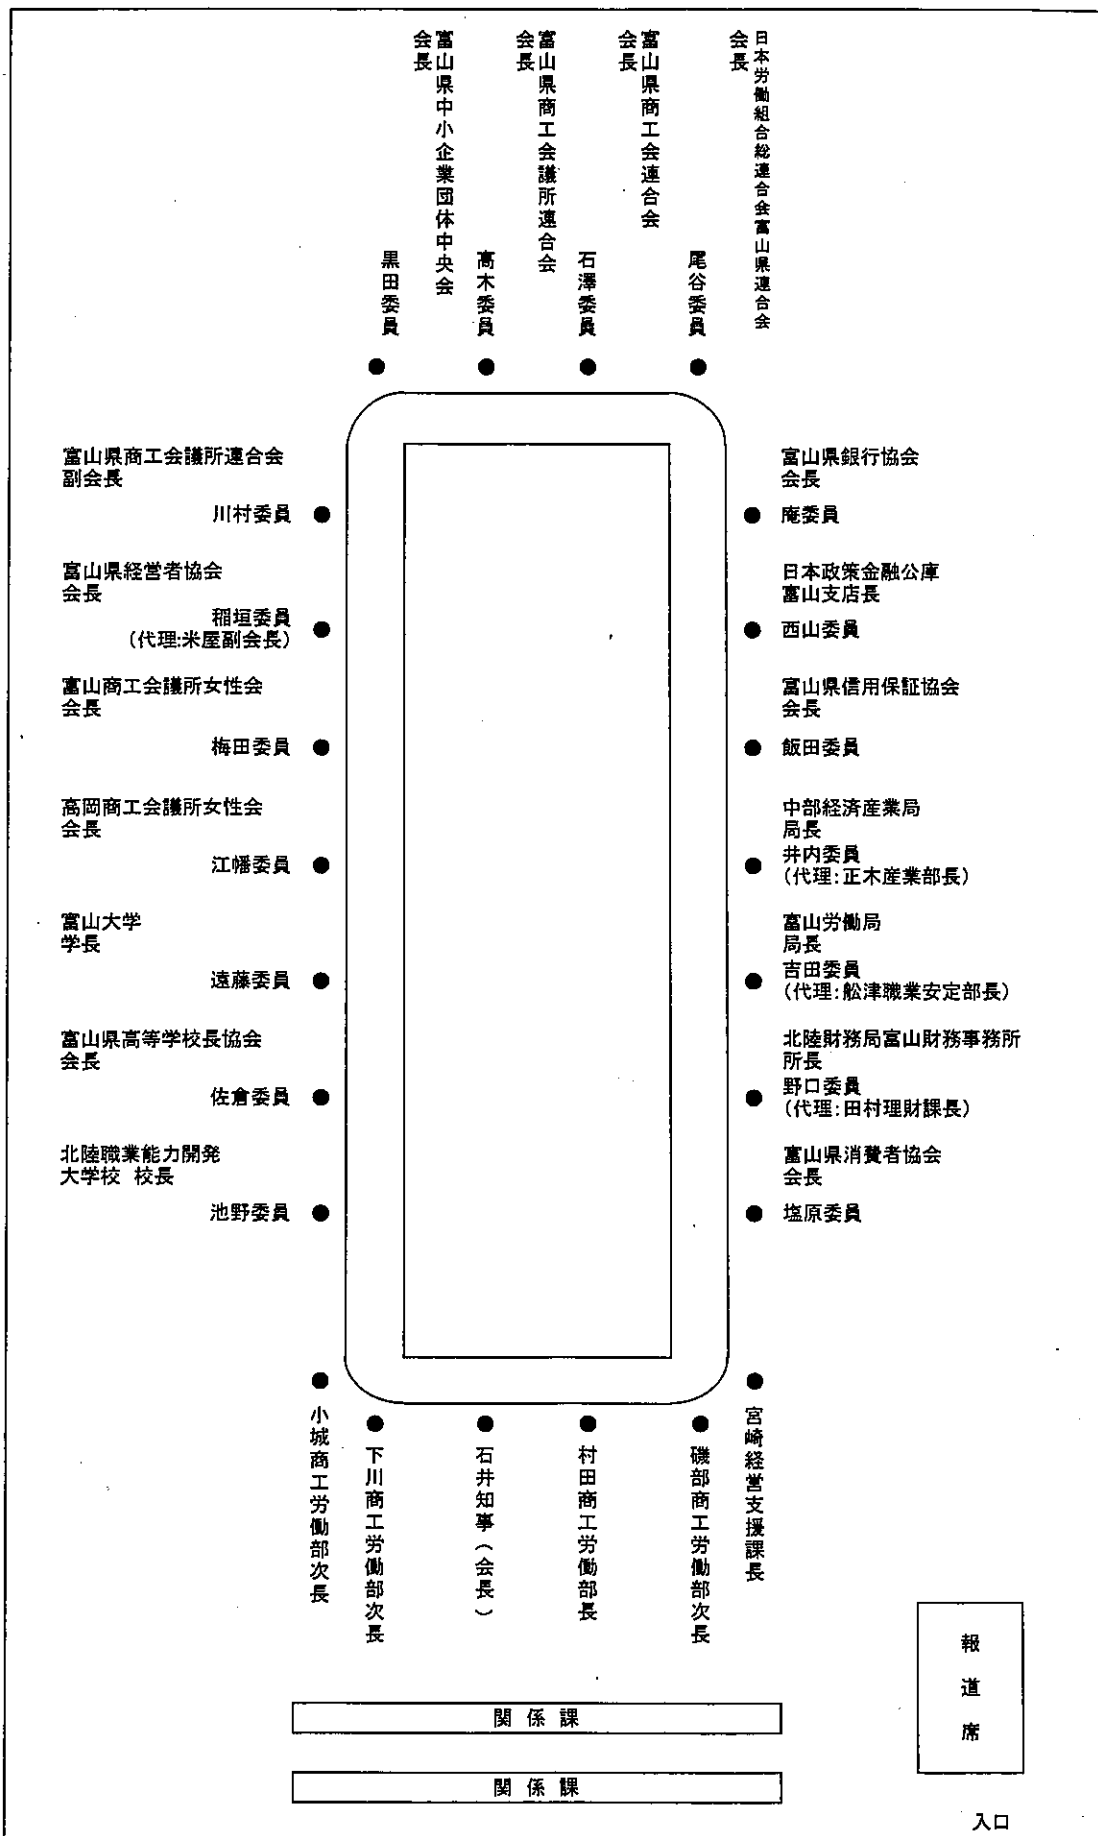 日本労働組合総連合会富山県連合会
会長
尾谷委員
富山県商工会連合会
会長
石澤委員
富山県商工会議所連合会
会長
高木委員
富山県中小企業団体中央会
会長
黒田委員
富山県商工会議所連合会
副会長
川村委員
富山県経営者協会
会長
稲垣委員
(代理:米屋副会長)
富山商工会議所女性会
会長
梅田委員
高岡商工会議所女性会
会長
江幡委員
富山大学
学長
遠藤委員
富山県高等学校長協会
会長
佐倉委員
北陸職業能力開発
大学校 校長
池野委員
富山県銀行協会
会長
庵委員
日本政策金融公庫
富山支店長
西山委員
富山県信用保証協会
会長
飯田委員
中部経済産業局
局長
井内委員
(代理:正木産業部長)
富山労働局
局長
吉田委員
(代理:舩津職業安定部長)
北陸財務局富山財務事務所
所長
野口委員
(代理:田村理財課長)
富山県消費者協会
会長
塩原委員
宮崎経営支援課長
磯部商工労働部次長
村田商工労働部長
石井知事(会長)
下川商工労働部次長
小城商工労働部次長
報道席
関係課
関係課
入口